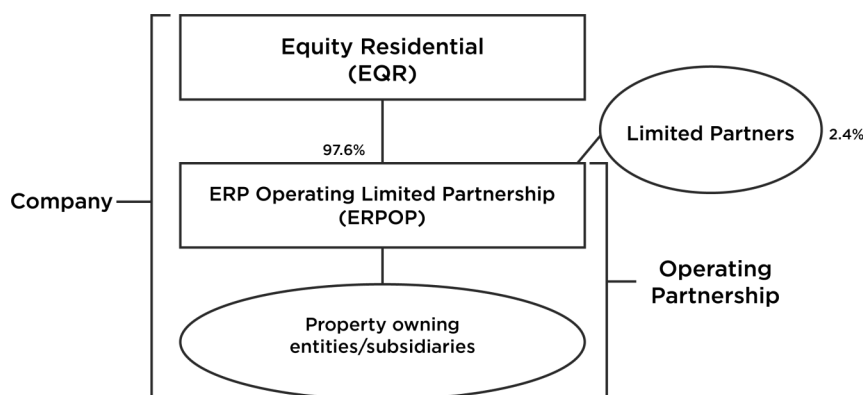 Equity Residential
(EQR)
Limited Partners
2.4%
97.6%
ERP Operating Limited Partnership
(ERPOP)
Company
Operating
Partnership
Property owning
entities/subsidiaries